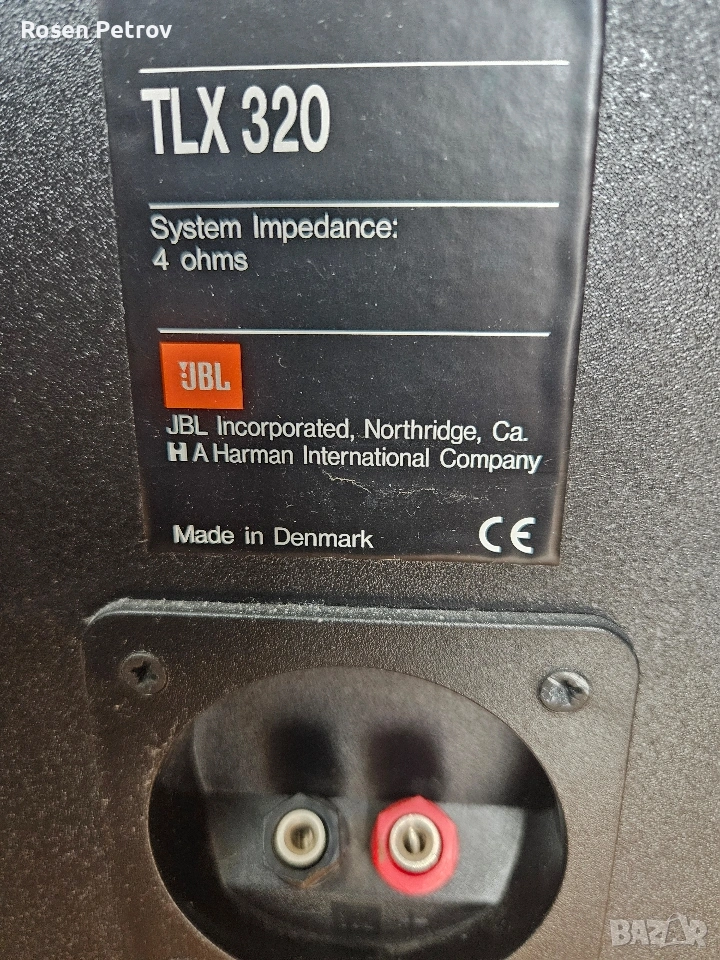 Rosen Petrov
TLX 320
System Impedance:
4 ohms
JBL
JBL Incorporated, Northridge, Ca.
H A Harman International Company
Made in Denmark
CE
BAZAR